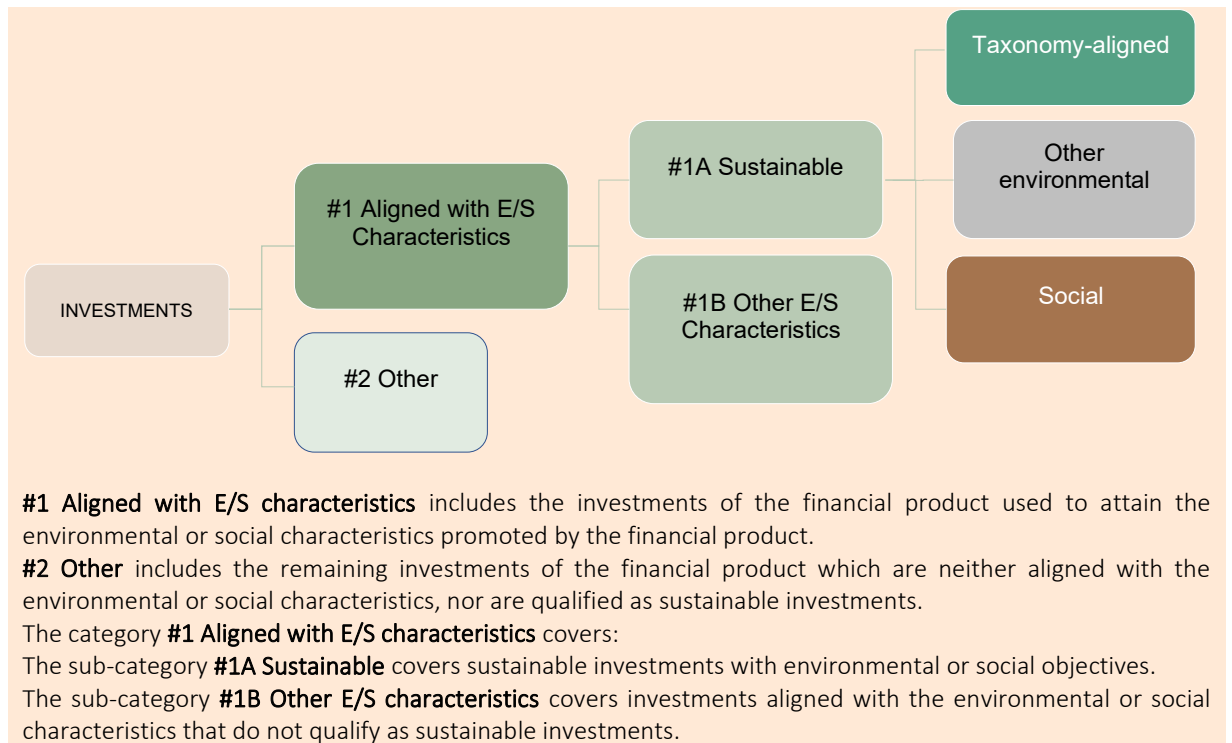 Taxonomy-aligned
#1A Sustainable
Other
environmental
#1 Aligned with E/S
Characteristics
INVESTMENTS
#1B Other E/S
Characteristics
Social
#2 Other
#1 Aligned with E/S characteristics includes the investments of the financial product used to attain the
environmental or social characteristics promoted by the financial product.
#2 Other includes the remaining investments of the financial product which are neither aligned with the
environmental or social characteristics, nor are qualified as sustainable investments.
The category #1 Aligned with E/S characteristics covers:
The sub-category #1A Sustainable covers sustainable investments with environmental or social objectives.
The sub-category #1B Other E/S characteristics covers investments aligned with the environmental or social
characteristics that do not qualify as sustainable investments.